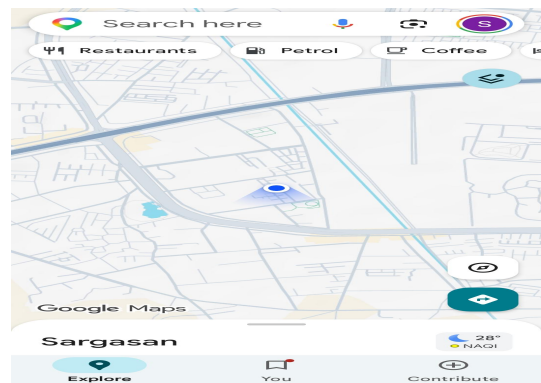 Search here
S
Restaurants
Petrol
Coffee
Google Maps
Sargasan
28°
NAQI
Explore
You
Contribute